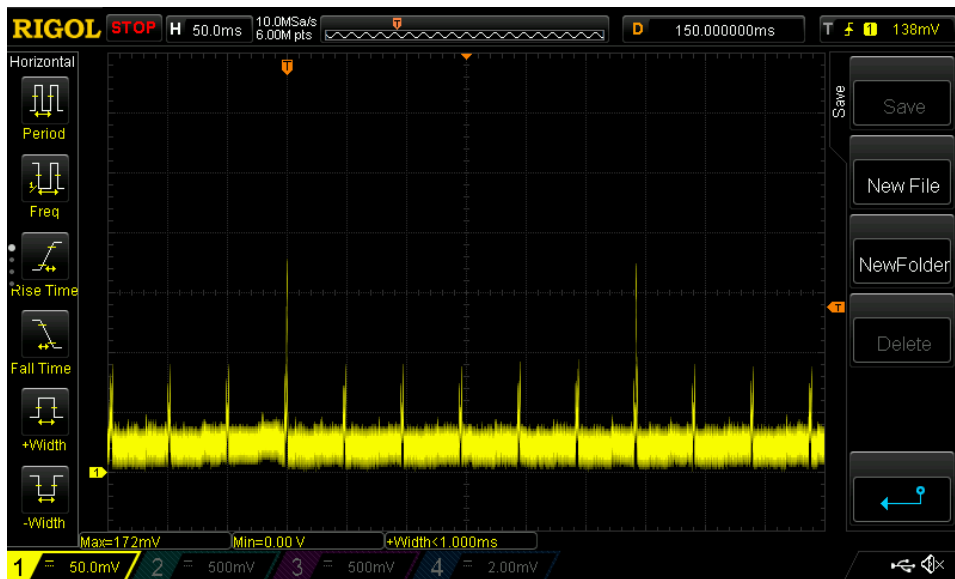 RIGOL STOP H 50.0ms 10.0MSa/s 6.00M pts D 150.000000ms T 1 138mV
Horizontal
Period
Freq
Rise Time
Fall Time
+Width
-Width
T
T
1
Save
Save
New File
NewFolder
Delete
Max=172mV Min=0.00 V +Width<1.000ms
1 50.0mV 2 500mV 3 500mV 4 2.00mV